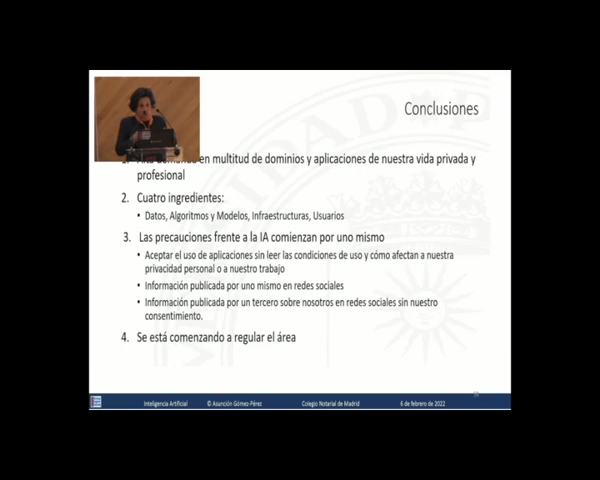 Conclusiones
en multitud de dominios y aplicaciones de nuestra vida privada y
profesional
2. Cuatro ingredientes:
• Datos, Algoritmos y Modelos, Infraestructuras, Usuarios
3. Las precauciones frente a la IA comienzan por uno mismo
• Aceptar el uso de aplicaciones sin leer las condiciones de uso y cómo afectan a nuestra
privacidad personal o a nuestro trabajo
• Información publicada por uno mismo en redes sociales
• Información publicada por un tercero sobre nosotros en redes sociales sin nuestro
consentimiento.
4. Se está comenzando a regular el área
Inteligencia Artificial © Asunción Gómez-Pérez Colegio Notarial de Madrid 6 de febrero de 2022